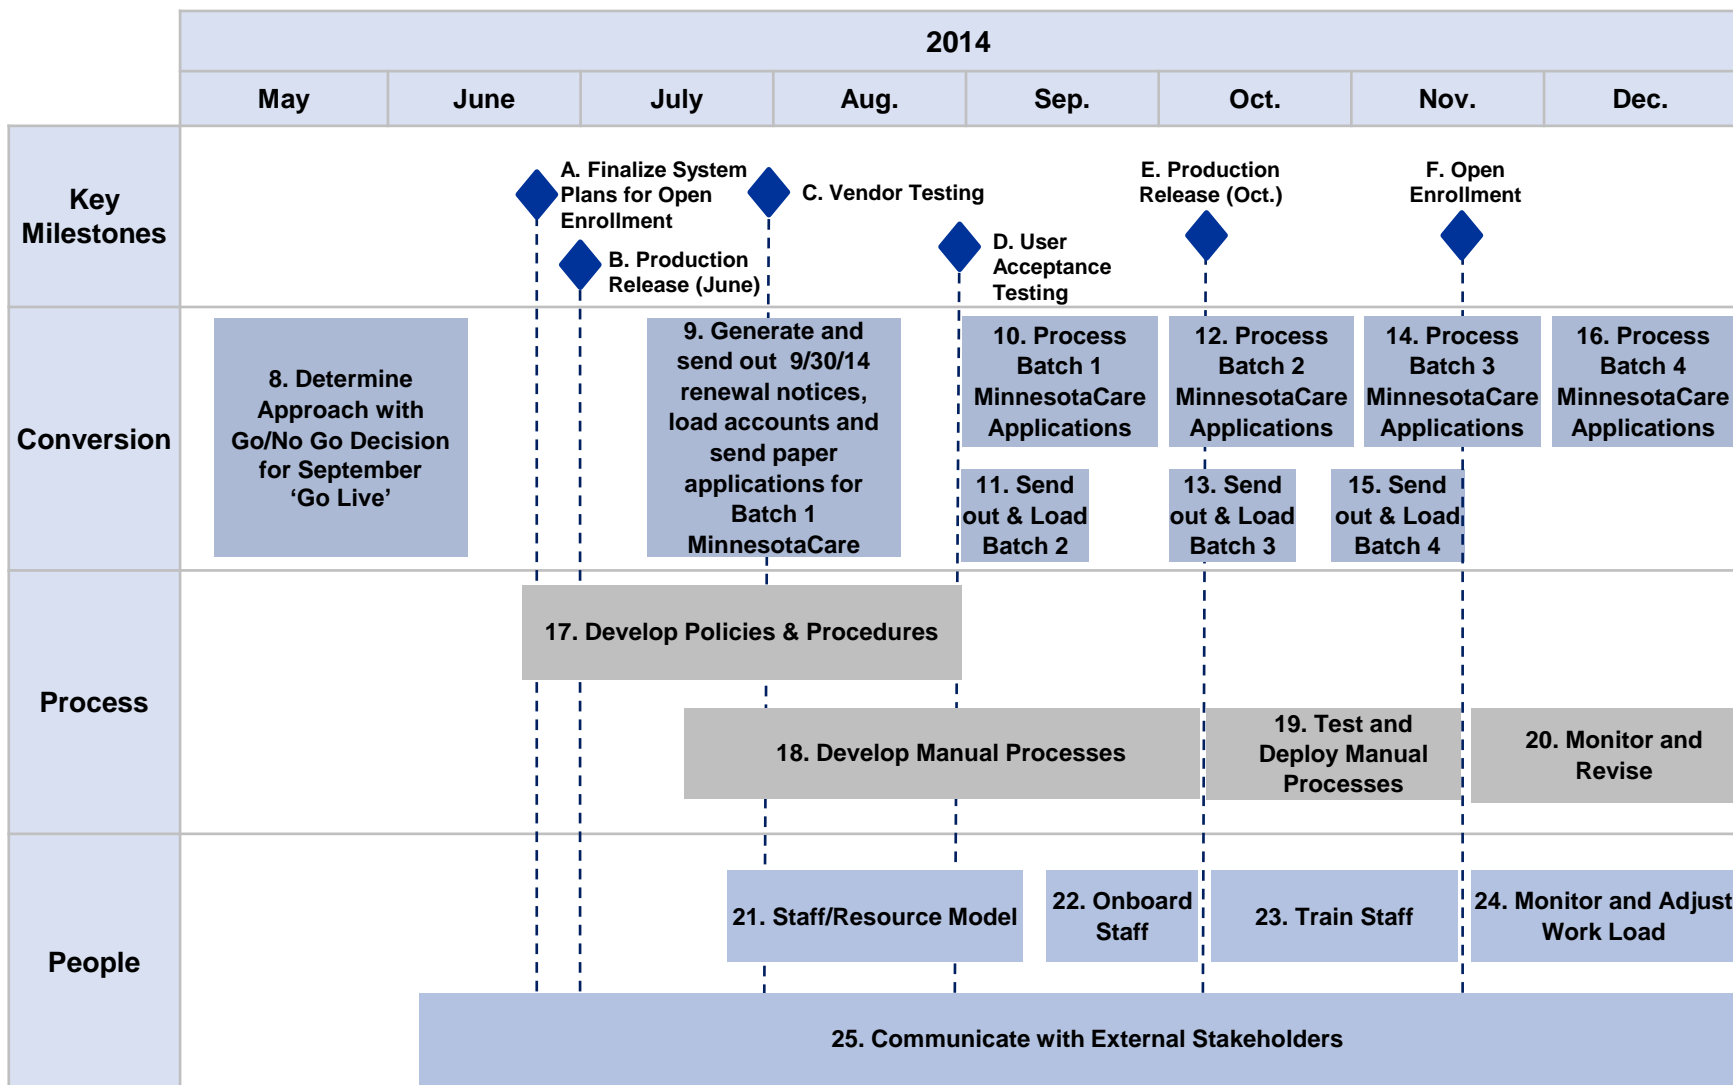 2014
May June July Aug. Sep. Oct. Nov. Dec.
Key
Milestones
A. Finalize System
Plans for Open
Enrollment
B. Production
Release (June)
C. Vendor Testing
D. User
Acceptance
Testing
E. Production
Release (Oct.)
F. Open
Enrollment
Conversion
8. Determine
Approach with
Go/No Go Decision
for September
‘Go Live’
9. Generate and
send out 9/30/14
renewal notices,
load accounts and
send paper
applications for
Batch 1
MinnesotaCare
10. Process
Batch 1
MinnesotaCare
Applications
11. Send
out & Load
Batch 2
12. Process
Batch 2
MinnesotaCare
Applications
13. Send
out & Load
Batch 3
14. Process
Batch 3
MinnesotaCare
Applications
15. Send
out & Load
Batch 4
16. Process
Batch 4
MinnesotaCare
Applications
Process
17. Develop Policies & Procedures
18. Develop Manual Processes
19. Test and
Deploy Manual
Processes
20. Monitor and
Revise
People
21. Staff/Resource Model
22. Onboard
Staff
23. Train Staff
24. Monitor and Adjust
Work Load
25. Communicate with External Stakeholders